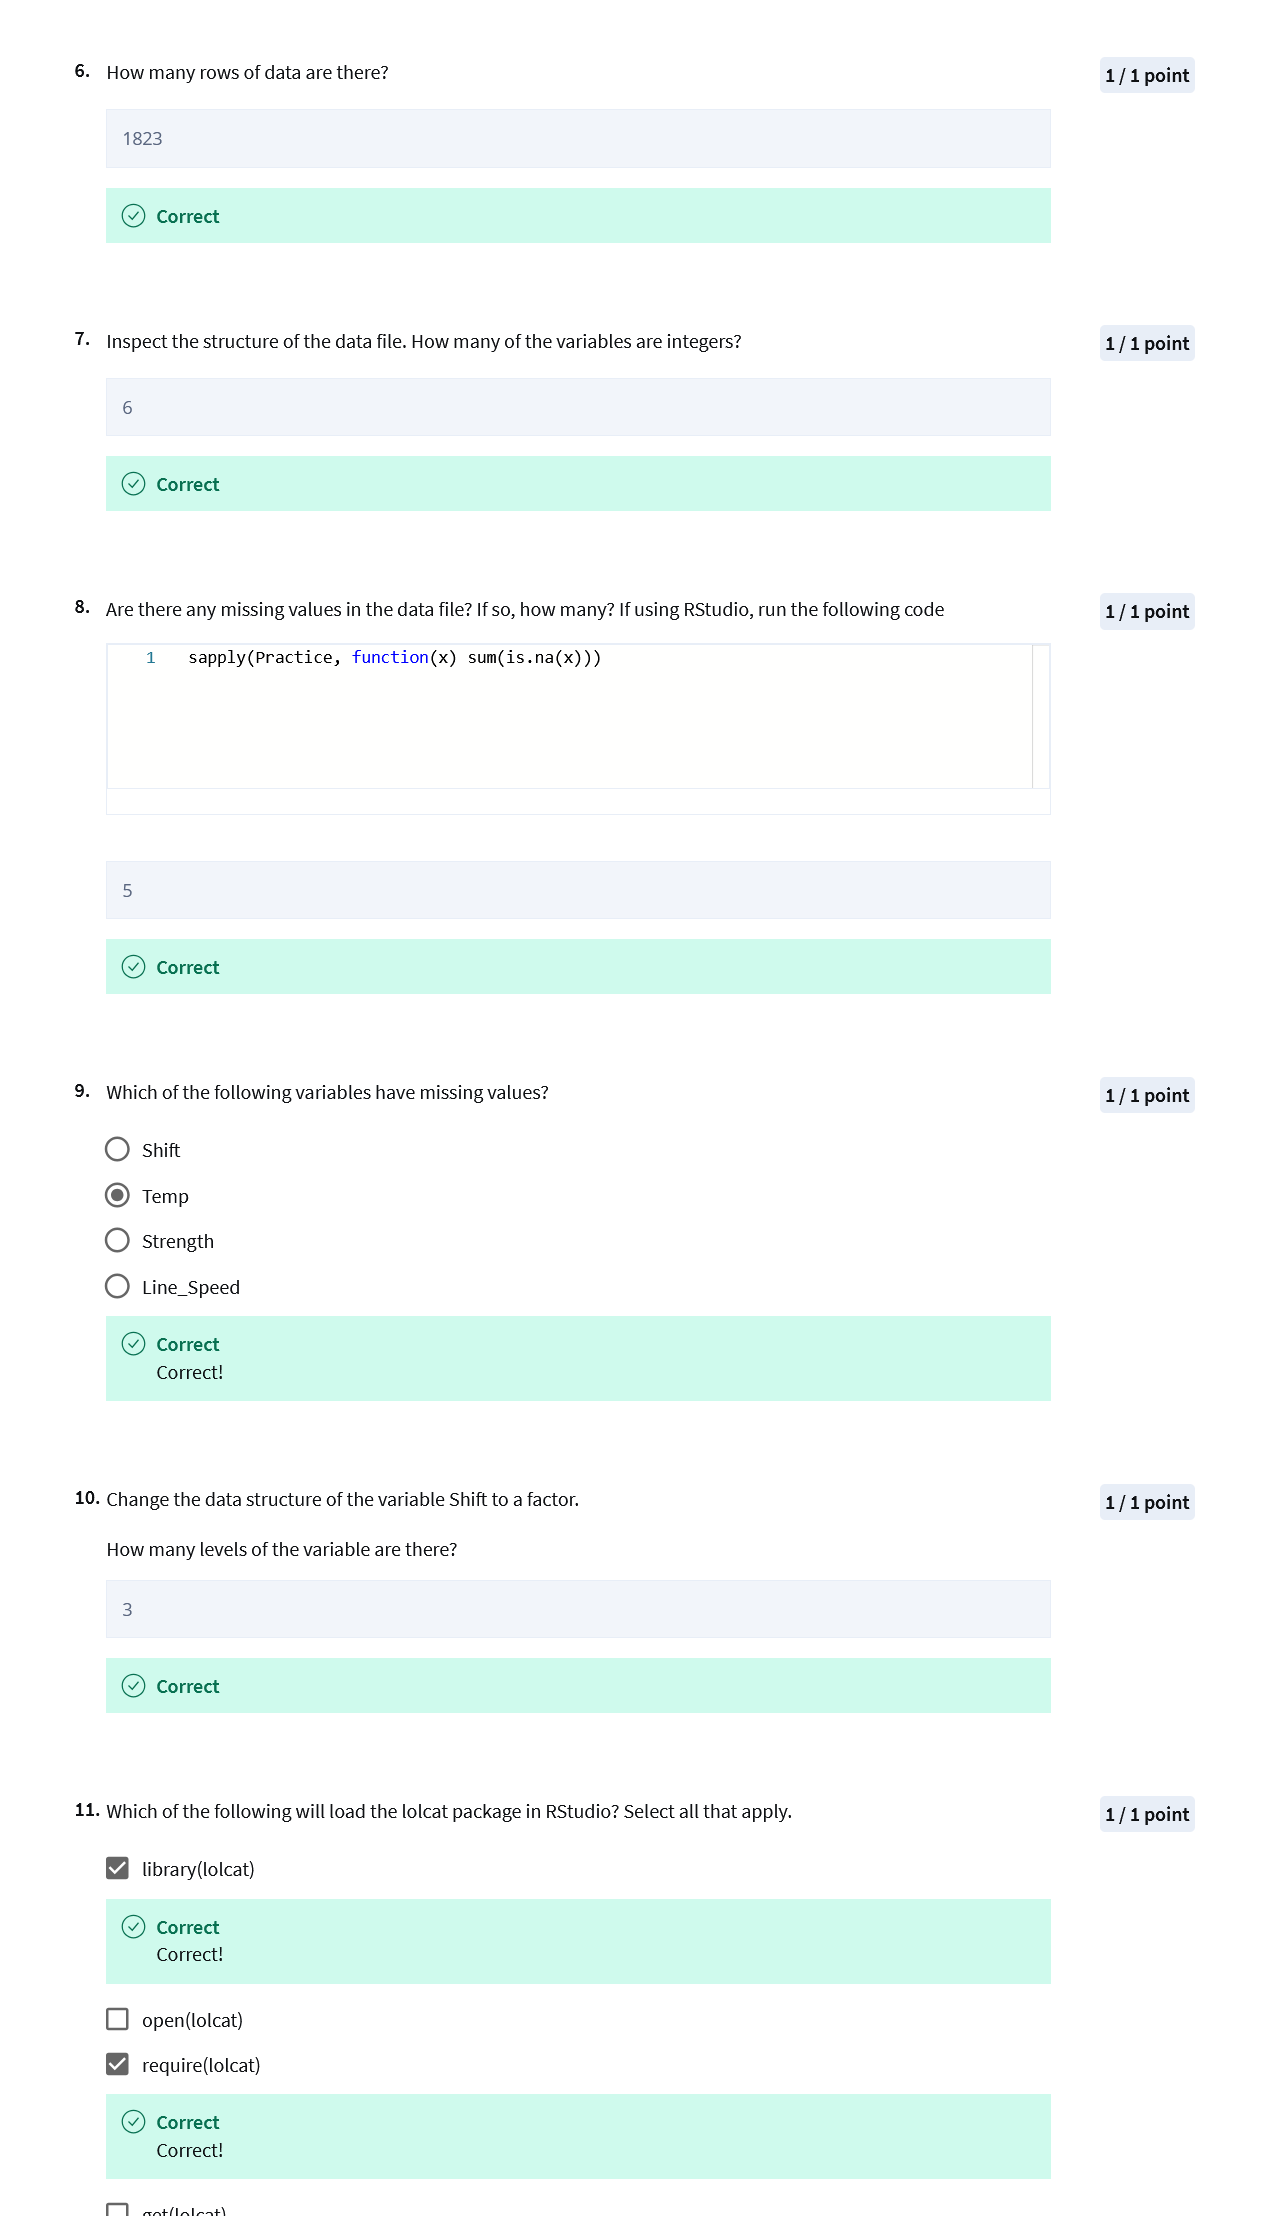 6. How many rows of data are there?
1 / 1 point
1823
Correct
7. Inspect the structure of the data file. How many of the variables are integers?
1 / 1 point
6
Correct
8. Are there any missing values in the data file? If so, how many? If using RStudio, run the following code
1 / 1 point
1 sapply(Practice, function(x) sum(is.na(x)))
5
Correct
9. Which of the following variables have missing values?
1 / 1 point
Shift
Temp
Strength
Line_Speed
Correct
Correct!
10. Change the data structure of the variable Shift to a factor.
1 / 1 point
How many levels of the variable are there?
3
Correct
11. Which of the following will load the lolcat package in RStudio? Select all that apply.
1 / 1 point
library(lolcat)
Correct
Correct!
open(lolcat)
require(lolcat)
Correct
Correct!
get(lolcat)